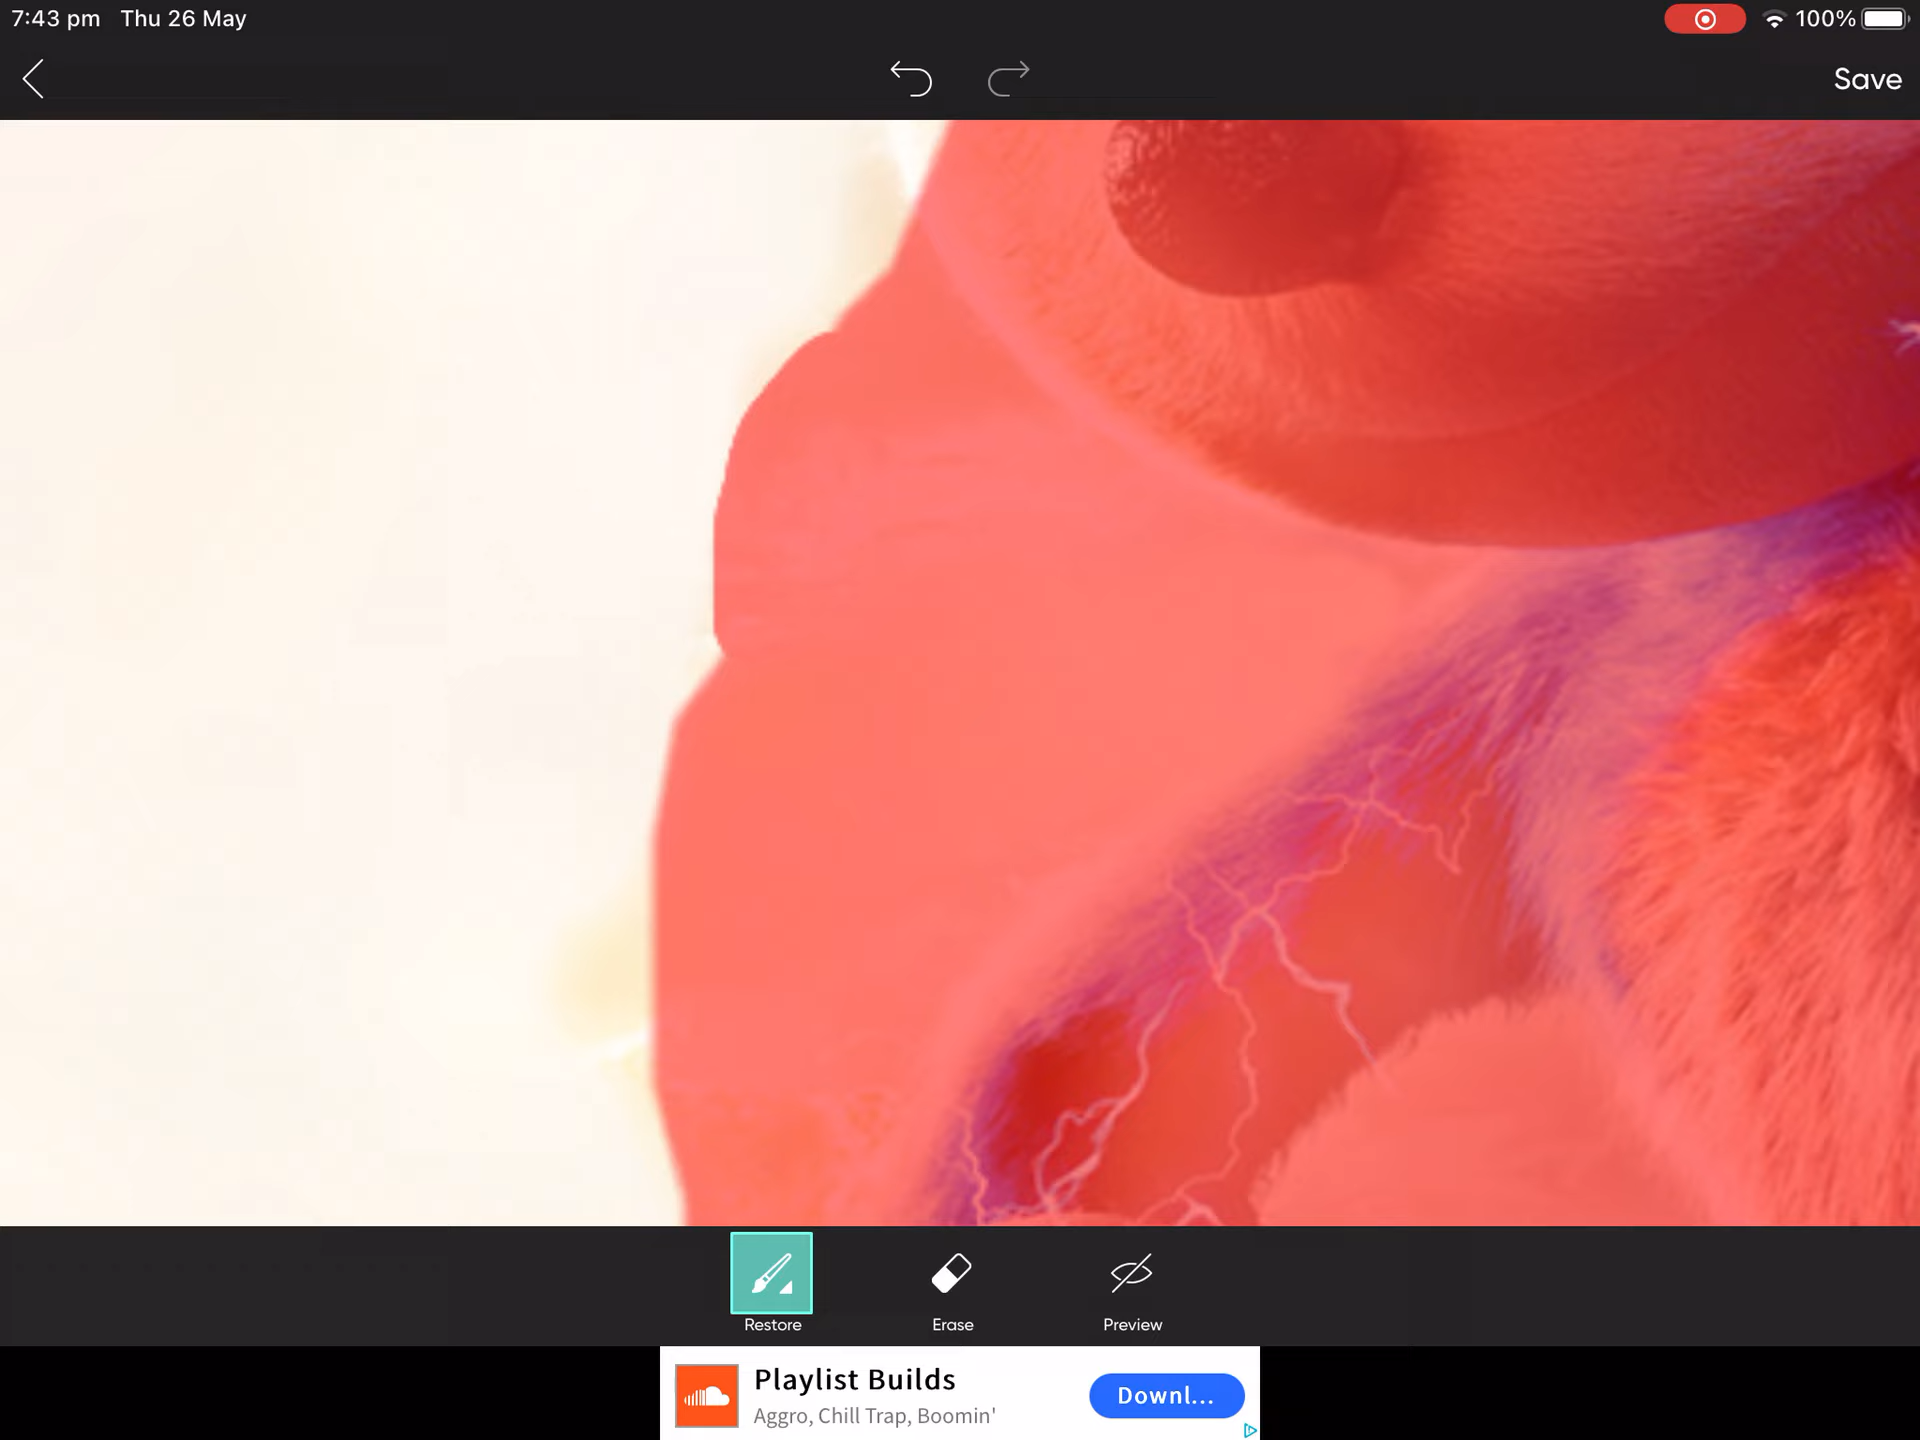 7:43 pm Thu 26 May
100%
Save
Restore
Erase
Preview
Playlist Builds
Aggro, Chill Trap, Boomin'
Downl...